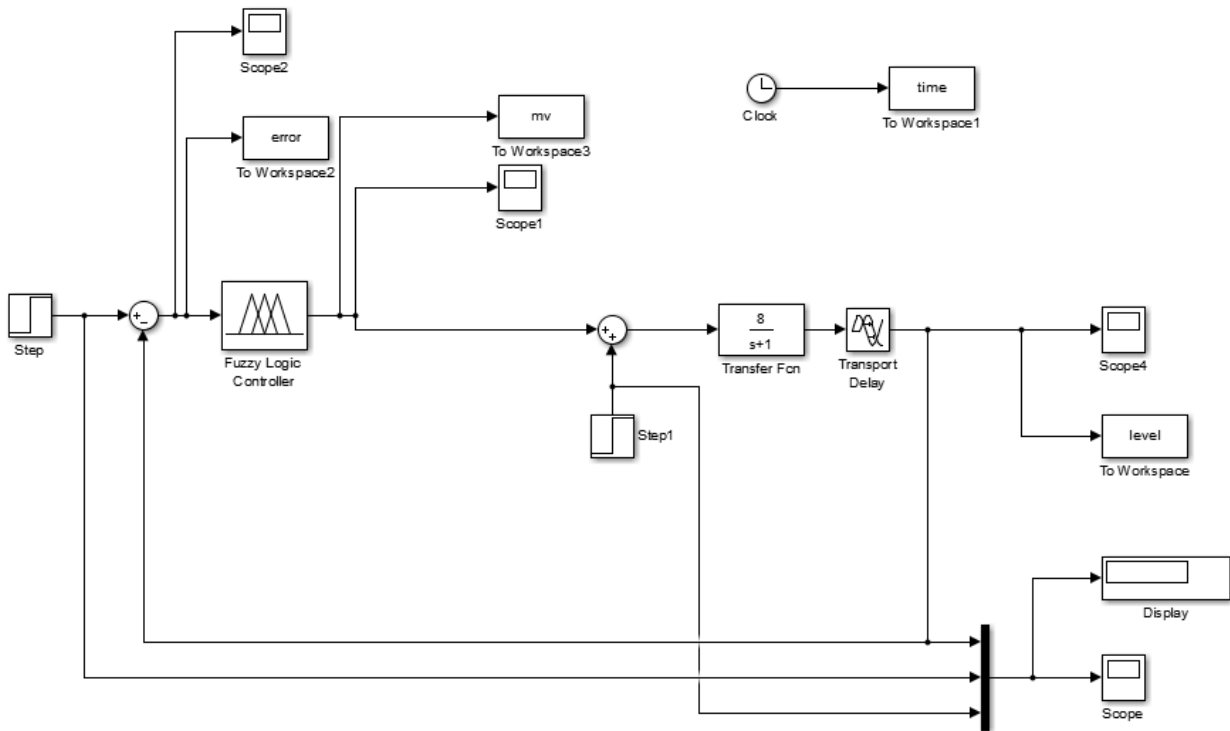 Scope2
time
Clock
To Workspace1
mv
To Workspace3
error
To Workspace2
Scope1
Step
+
-
Fuzzy Logic
Controller
+
+
8
s+1
Transfer Fcn
Transport
Delay
Scope4
Step1
level
To Workspace
Display
Scope